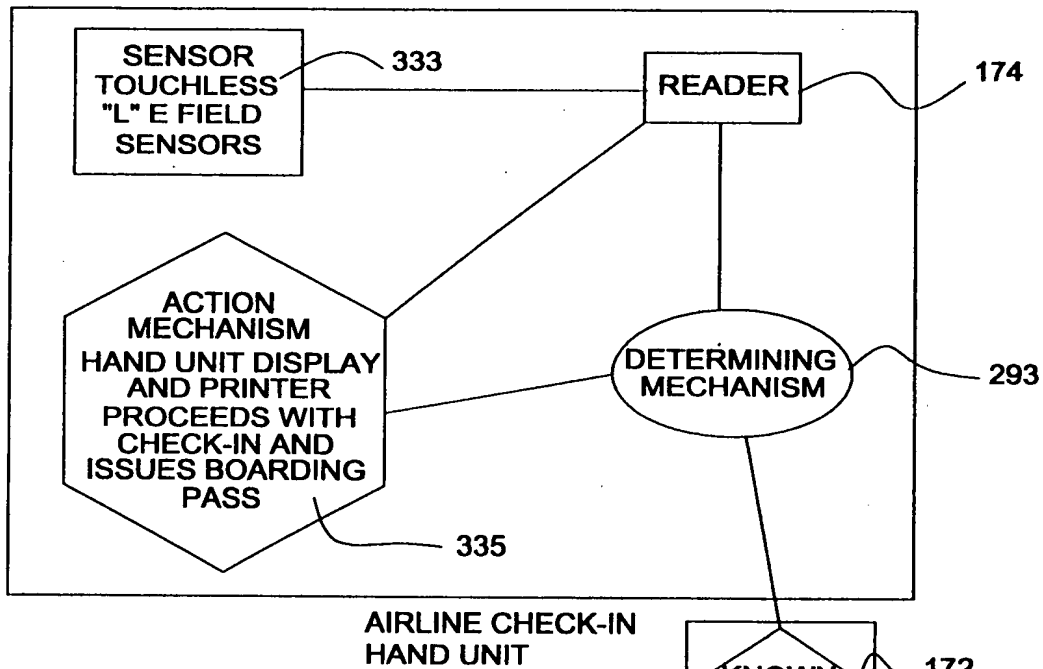 SENSOR
TOUCHLESS
"L" E FIELD
SENSORS
333
READER
174
ACTION
MECHANISM
HAND UNIT DISPLAY
AND PRINTER
PROCEEDS WITH
CHECK-IN AND
ISSUES BOARDING
PASS
335
DETERMINING
MECHANISM
293
AIRLINE CHECK-IN
HAND UNIT
KNOWN
172